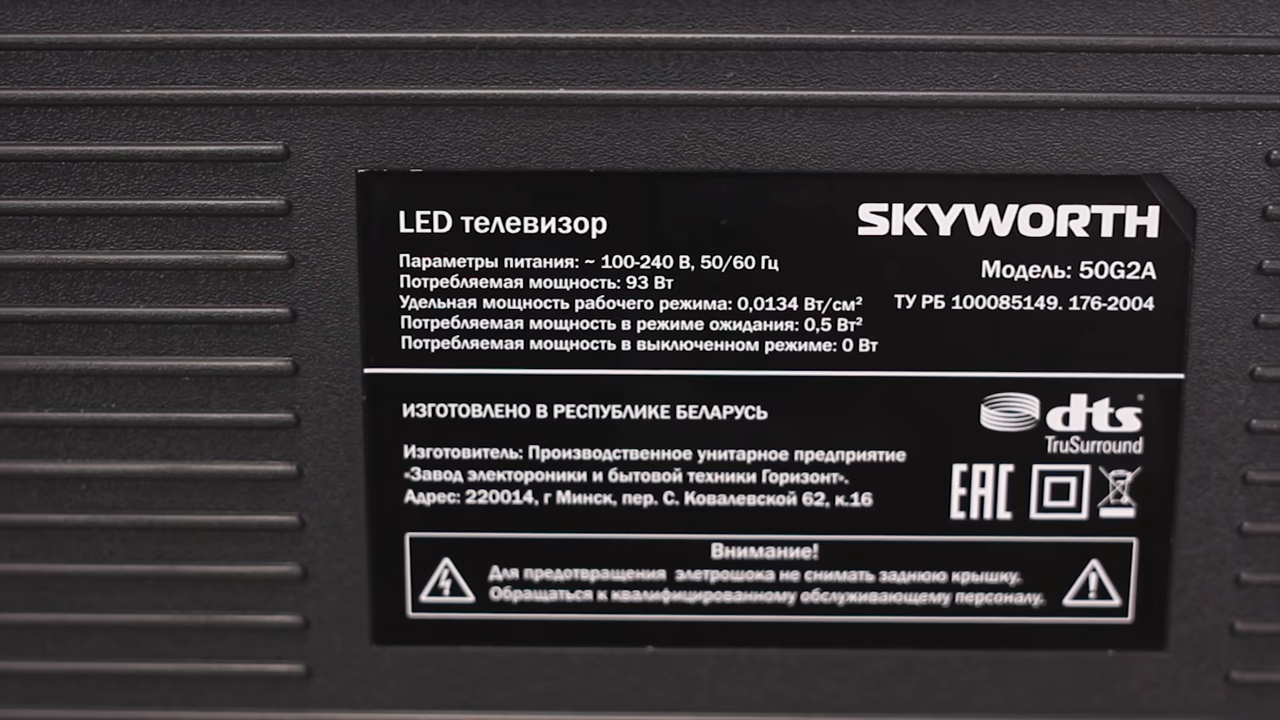 LED телевизор
SKYWORTH
Параметры питания: ~ 100-240 В, 50/60 Гц
Модель: 50G2A
Потребляемая мощность: 93 Вт
Удельная мощность рабочего режима: 0,0134 Вт/см²
ТУ РБ 100085149. 176-2004
Потребляемая мощность в режиме ожидания: 0,5 Вт²
Потребляемая мощность в выключенном режиме: 0 Вт
ИЗГОТОВЛЕНО В РЕСПУБЛИКЕ БЕЛАРУСЬ
dts
TruSurround
Изготовитель: Производственное унитарное предприятие
«Завод электороники и бытовой техники Горизонт».
Адрес: 220014, г Минск, пер. С. Ковалевской 62, к.16
EAC
Внимание!
Для предотвращения элетрошока не снимать заднюю крышку.
Обращаться к квалифицированному обслуживающему персоналу.